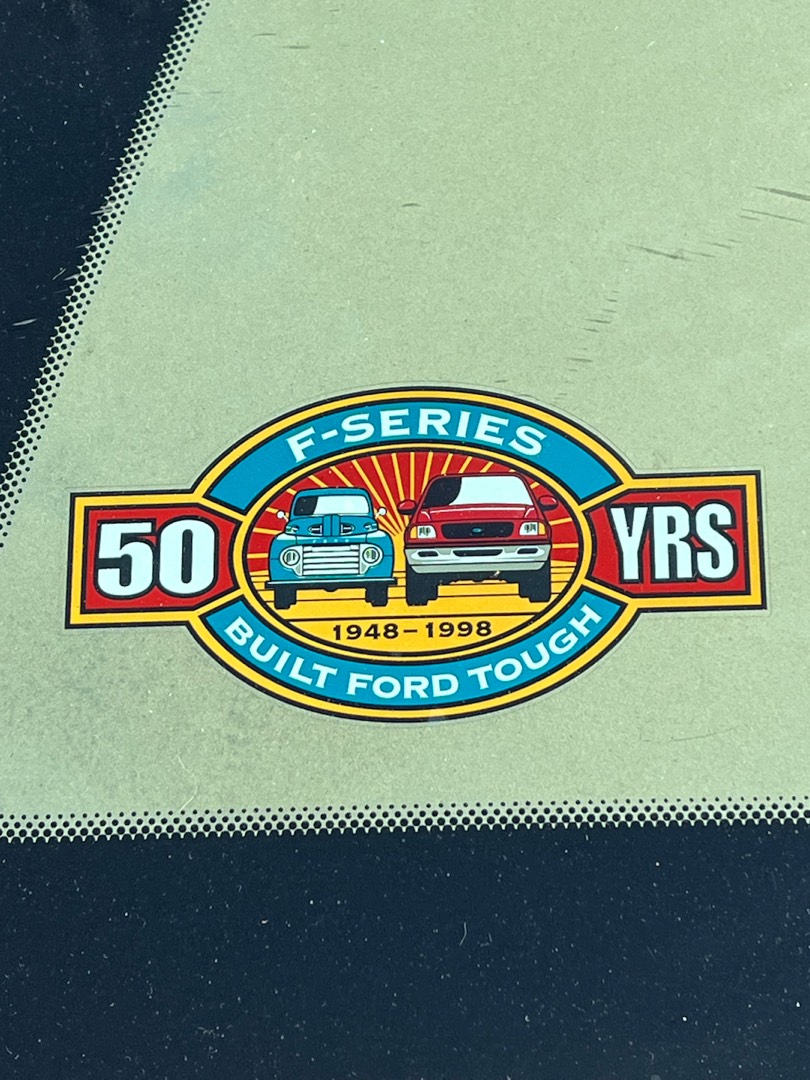 F-SERIES
50
YRS
1948-1998
BUILT FORD TOUGH